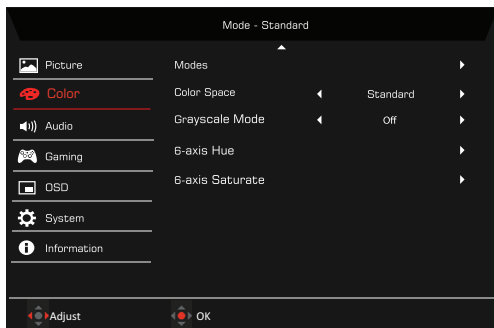 Mode - Standard
Picture
Color
Audio
Gaming
OSD
System
Information
Modes
Color Space Standard
Grayscale Mode Off
6-axis Hue
6-axis Saturate
Adjust OK